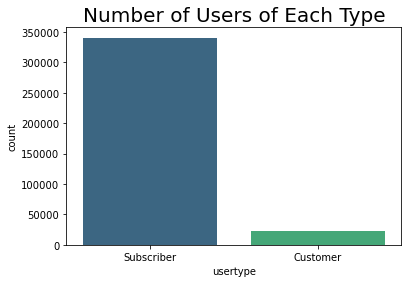 Number of Users of Each Type
350000
300000
250000
200000
150000
100000
50000
0
count
Subscriber
Customer
usertype